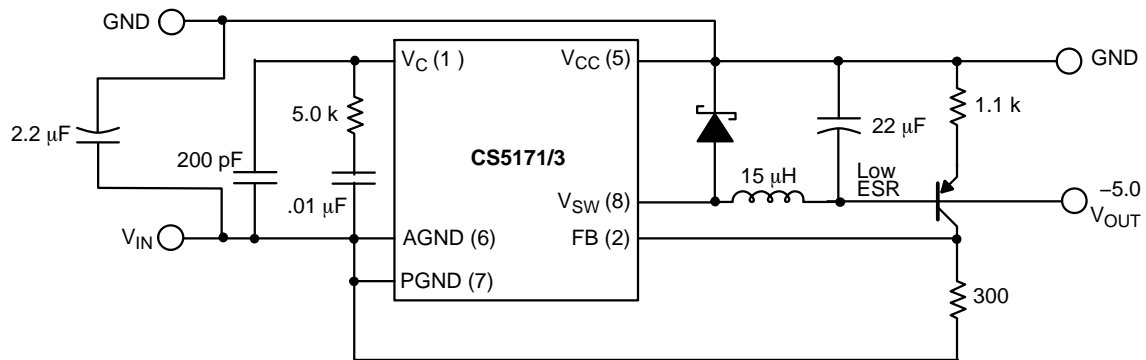 GND
V_C (1 )
V_CC (5)
GND
5.0 k
1.1 k
2.2 μF
200 pF
CS5171/3
22 μF
.01 μF
15 μH
Low
ESR
−5.0
V_OUT
V_SW (8)
V_IN
AGND (6)
FB (2)
PGND (7)
300